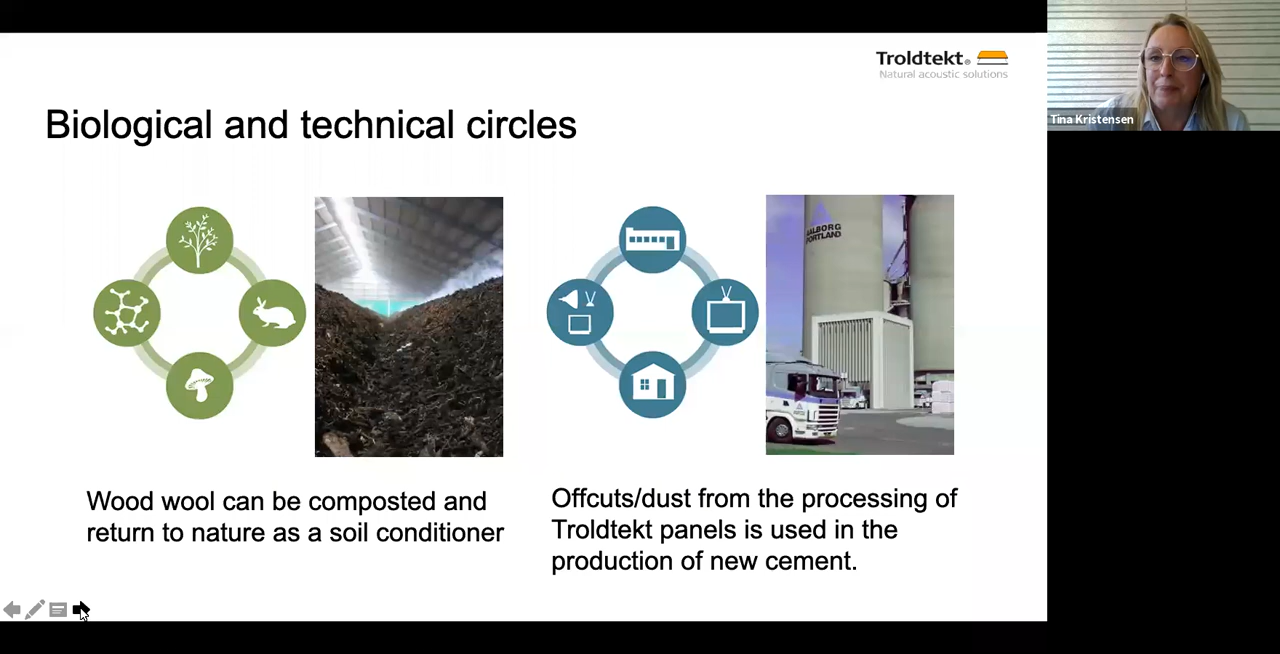 Troldtekt®
Natural acoustic solutions
Tina Kristensen
Biological and technical circles
AALBORG
PORTLAND
Wood wool can be composted and
return to nature as a soil conditioner
Offcuts/dust from the processing of
Troldtekt panels is used in the
production of new cement.